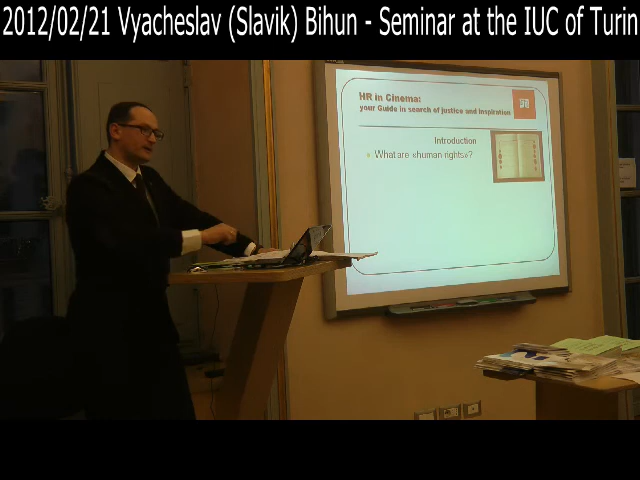 2012/02/21 Vyacheslav (Slavik) Bihun - Seminar at the IUC of Turin
HR in Cinema:
your Guide in search of justice and inspiration
Introduction
What are «human rights»?